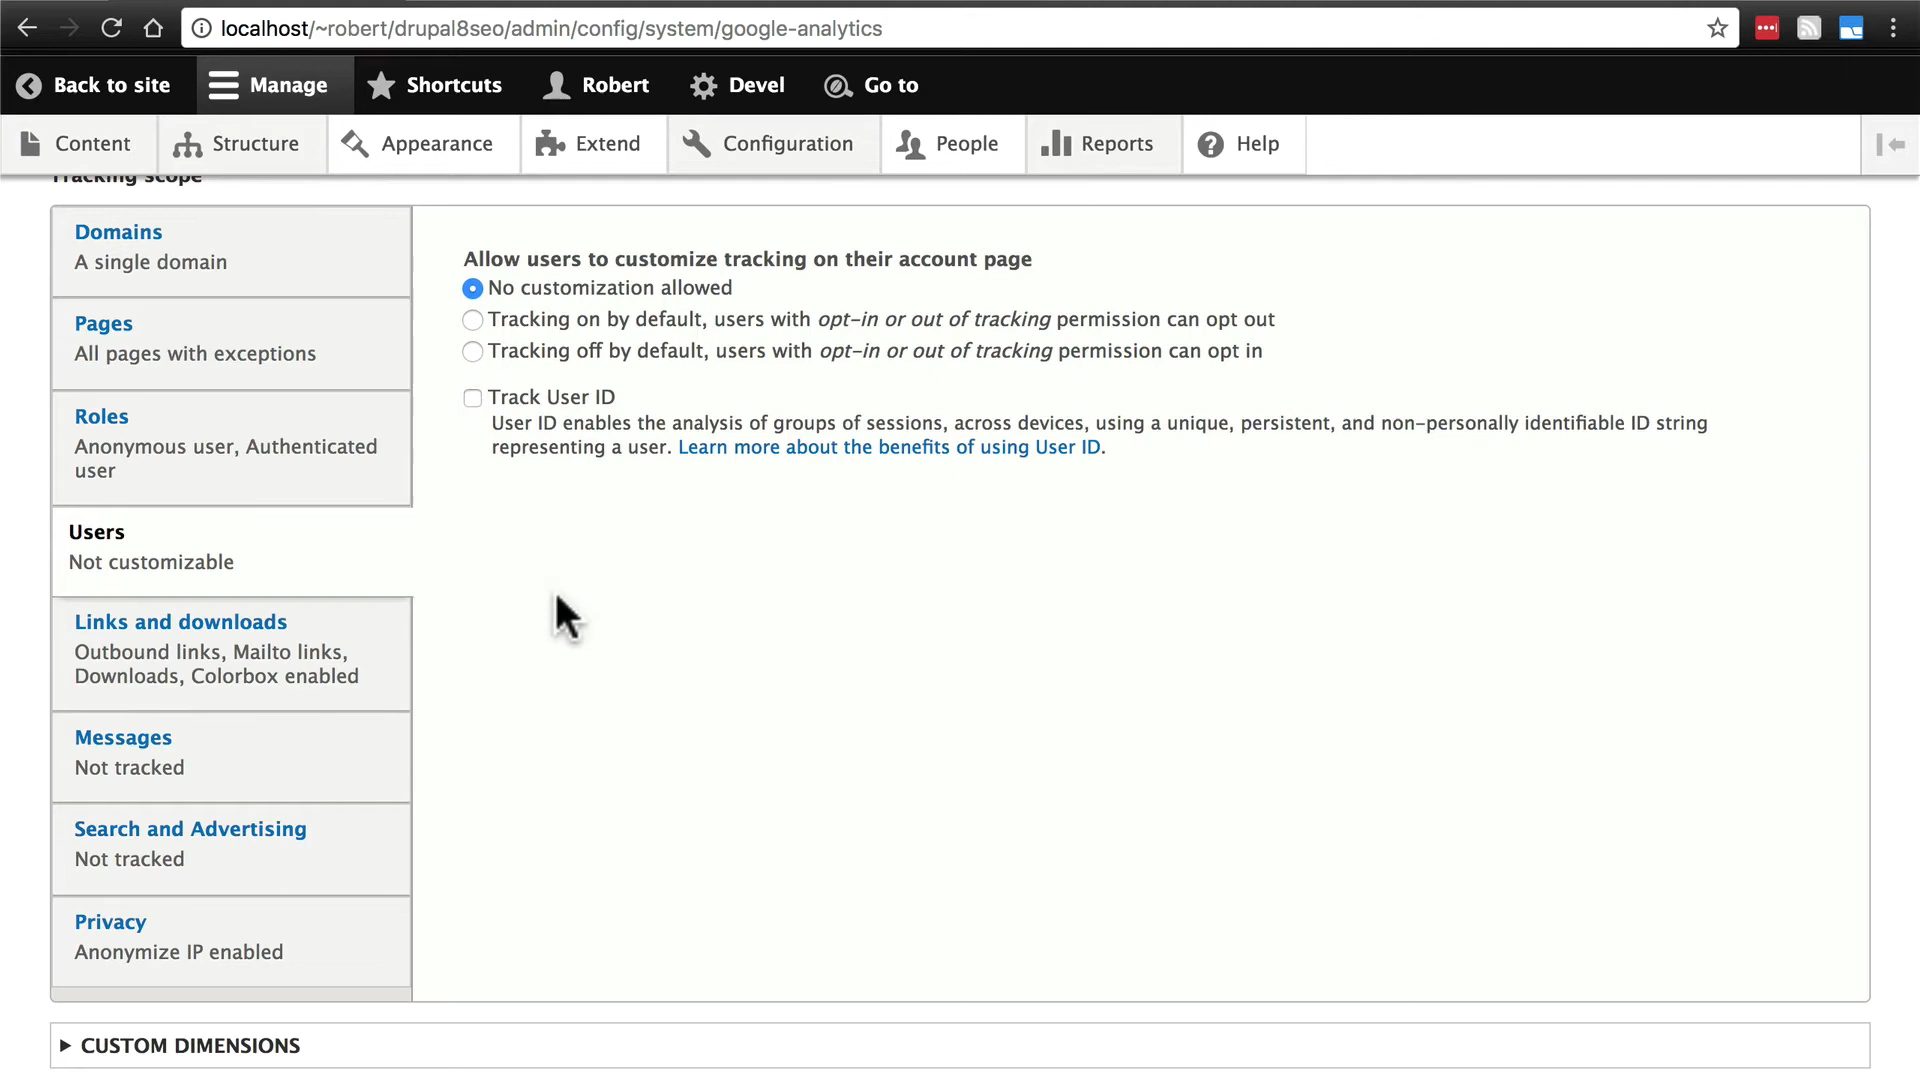 localhost/~robert/drupal8seo/admin/config/system/google-analytics
Back to site
Manage
Shortcuts
Robert
Devel
Go to
Content
Structure
Appearance
Extend
Configuration
People
Reports
Help
Tracking scope
Domains
A single domain
Pages
All pages with exceptions
Roles
Anonymous user, Authenticated
user
Users
Not customizable
Links and downloads
Outbound links, Mailto links,
Downloads, Colorbox enabled
Messages
Not tracked
Search and Advertising
Not tracked
Privacy
Anonymize IP enabled
Allow users to customize tracking on their account page
No customization allowed
Tracking on by default, users with opt-in or out of tracking permission can opt out
Tracking off by default, users with opt-in or out of tracking permission can opt in
Track User ID
User ID enables the analysis of groups of sessions, across devices, using a unique, persistent, and non-personally identifiable ID string
representing a user. Learn more about the benefits of using User ID.
CUSTOM DIMENSIONS